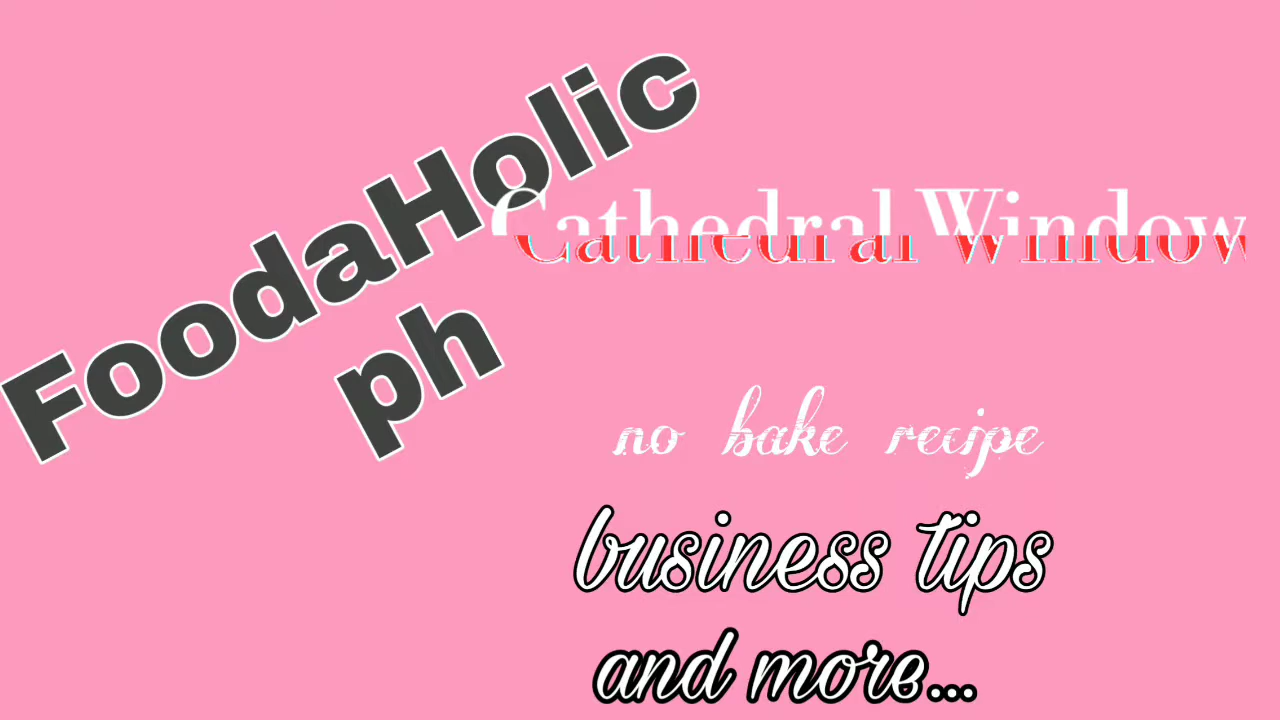 FoodaHolic
ph
Cathedral Window
no bake recipe
business tips
and more...